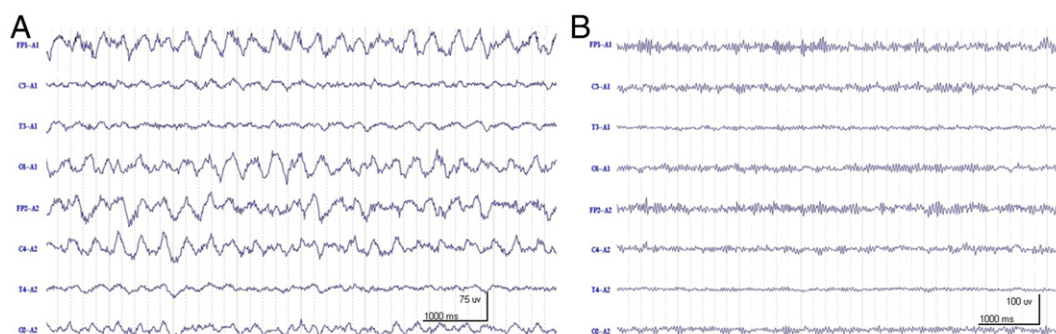 A
FP1-A1
C3-A1
T3-A1
O1-A1
FP2-A2
C4-A2
T4-A2
O2-A2
75 uv
1000 ms
B
FP1-A1
C3-A1
T3-A1
O1-A1
FP2-A2
C4-A2
T4-A2
O2-A2
100 uv
1000 ms